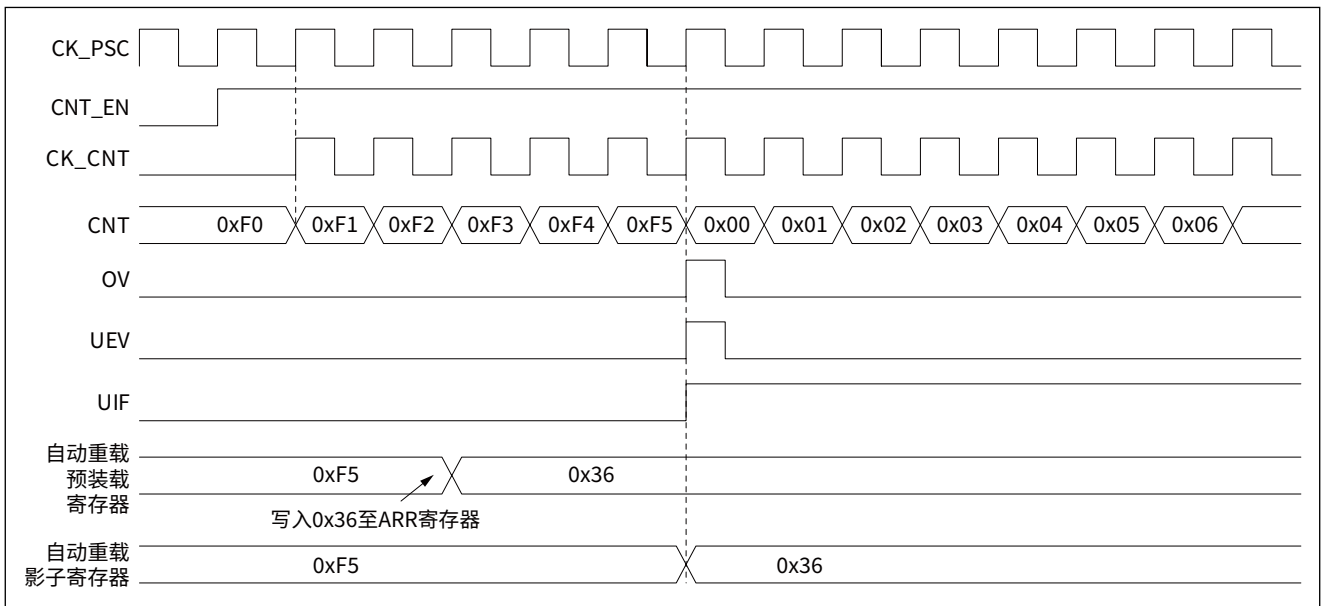 CK_PSC
CNT_EN
CK_CNT
CNT 0xF0 0xF1 0xF2 0xF3 0xF4 0xF5 0x00 0x01 0x02 0x03 0x04 0x05 0x06
OV
UEV
UIF
自动重载
预装载
寄存器
0xF5 0x36
写入0x36至ARR寄存器
自动重载
影子寄存器
0xF5 0x36